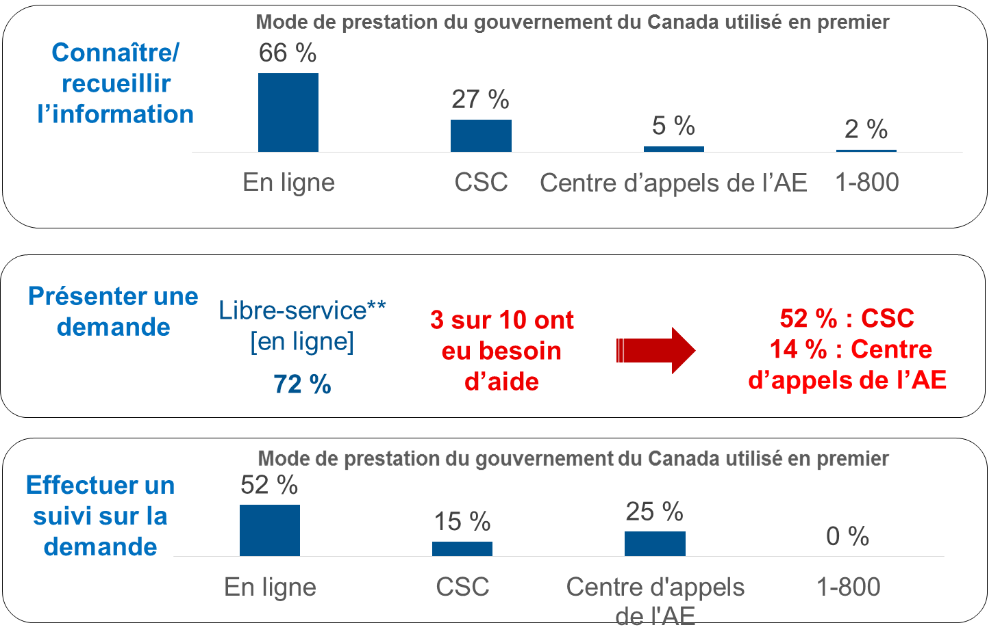 Mode de prestation du gouvernement du Canada utilisé en premier
Connaître/
recueillir
l’information
66 %
27 %
5 %
2 %
En ligne
CSC
Centre d’appels de l’AE
1-800
Présenter une
demande
Libre-service**
[en ligne]
72 %
3 sur 10 ont
eu besoin
d’aide
52 % : CSC
14 % : Centre
d’appels de l’AE
Mode de prestation du gouvernement du Canada utilisé en premier
Effectuer un
suivi sur la
demande
52 %
15 %
25 %
0 %
En ligne
CSC
Centre d'appels
de l'AE
1-800